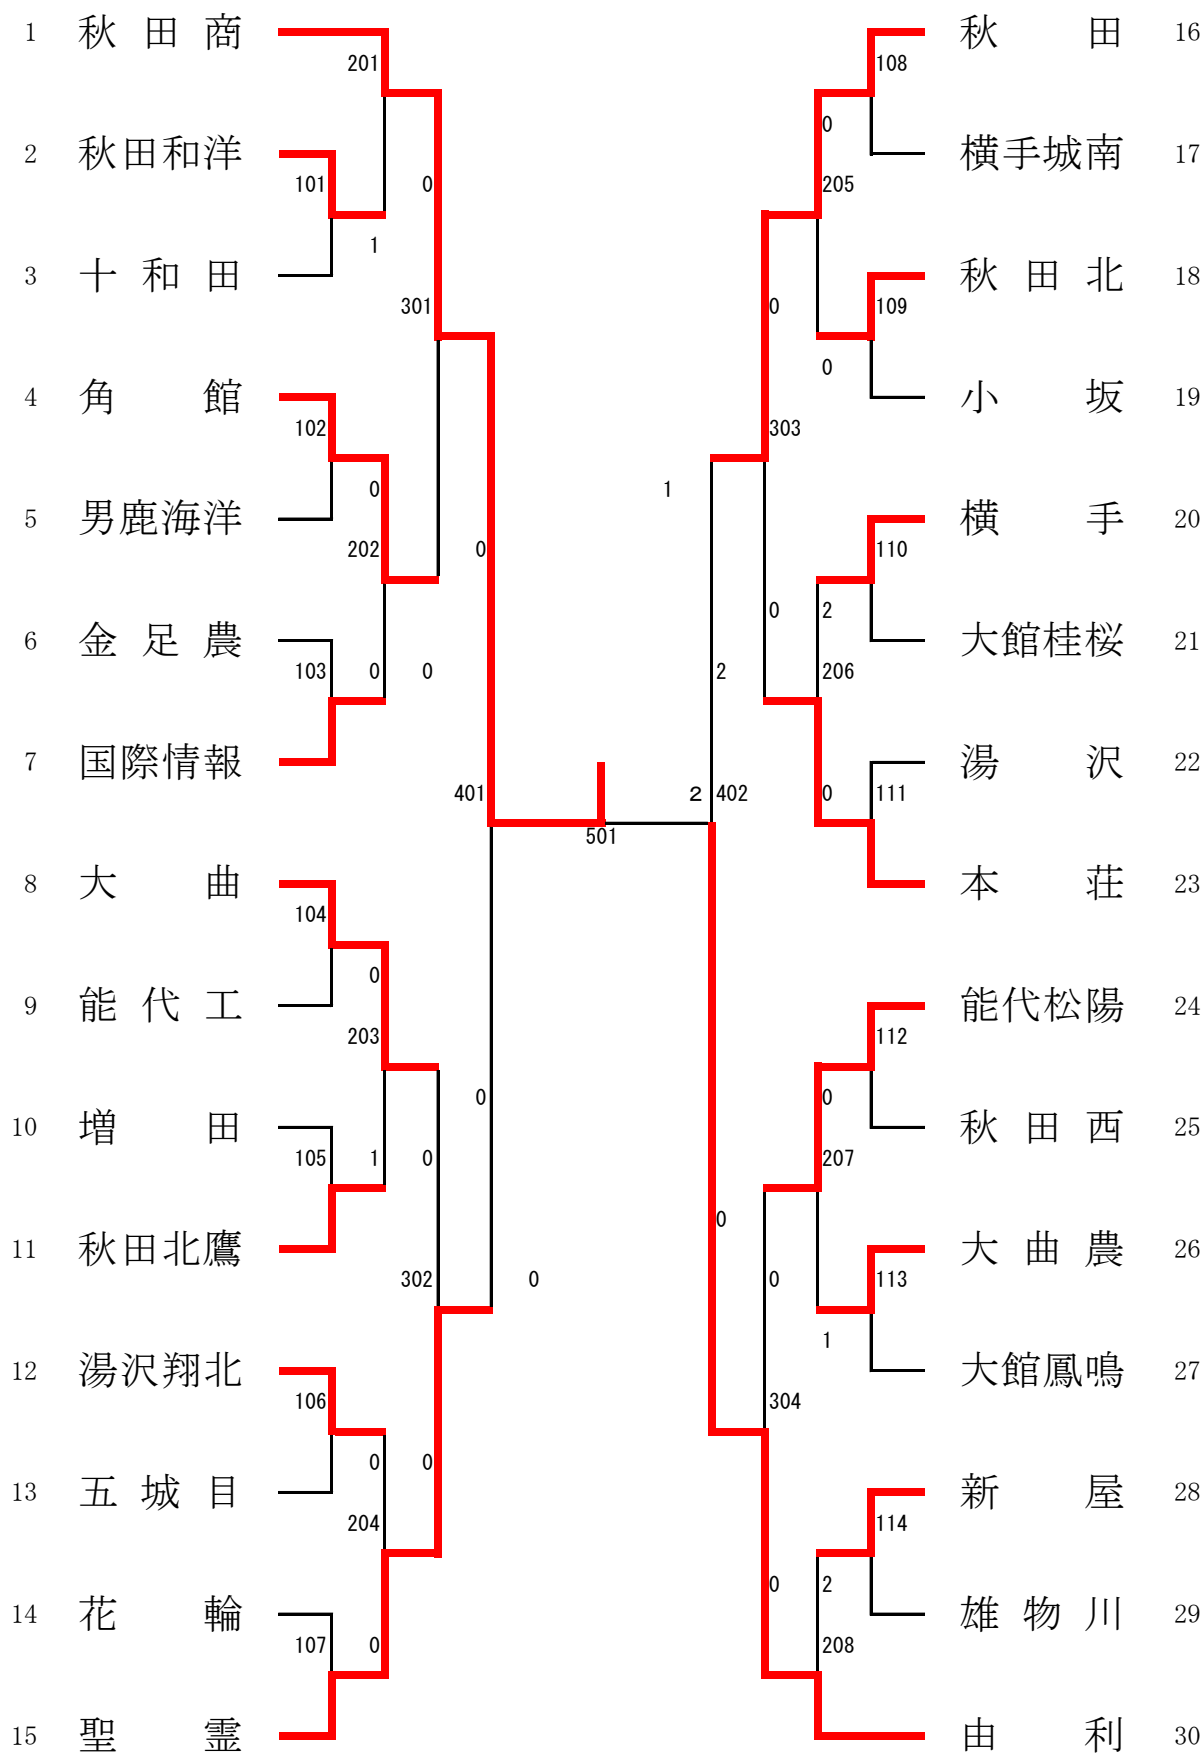 1 秋田商
201
2 秋田和洋
101
0
1
3 十和田
301
4 角館
102
0
5 男鹿海洋
202
0
6 金足農
103
0
0
7 国際情報
401
8 大曲
104
0
9 能代工
203
0
10 増田
105
1
0
11 秋田北鷹
302
0
12 湯沢翔北
106
0
0
13 五城目
204
14 花輪
107
0
15 聖霊
501
1
2
2
402
0
秋田 16
108
0
横手城南 17
205
秋田北 18
109
0
0
小坂 19
303
横手 20
110
0
2
大館桂桜 21
206
湯沢 22
0
111
本荘 23
能代松陽 24
112
0
秋田西 25
207
大曲農 26
113
0
1
大館鳳鳴 27
304
新屋 28
114
0
2
雄物川 29
208
由利 30